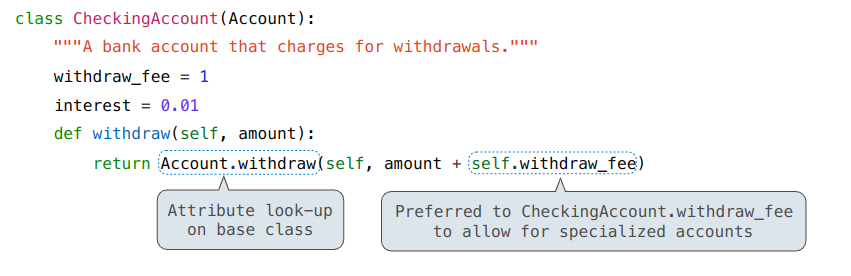 class CheckingAccount(Account):
"""A bank account that charges for withdrawals."""
withdraw_fee = 1
interest = 0.01
def withdraw(self, amount):
return Account.withdraw(self, amount + self.withdraw_fee)
Attribute look-up
on base class
Preferred to CheckingAccount.withdraw_fee
to allow for specialized accounts